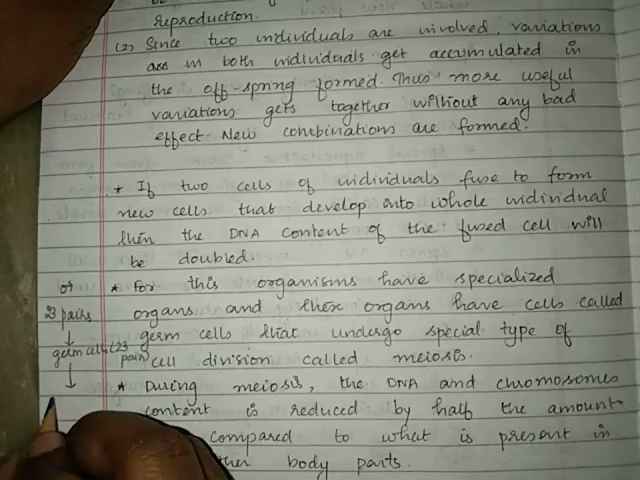 reproduction.
(2) Since two individuals are involved, variations
in both individuals get accumulated in
the off-spring formed. Thus more useful
variations gets together without any bad
effect. New combinations are formed.
* If two cells of individuals fuse to form
new cells that develop into whole individual
then the DNA content of the fused cell will
be doubled.
* For this organisms have specialized
organs and these organs have cells called
germ cells that undergo special type of
cell division called meiosis.
* During meiosis, the DNA and chromosomes
content is reduced by half the amount
compared to what is present in
body parts.
or
23 pairs
↓
germ cells (23
pair)
↓